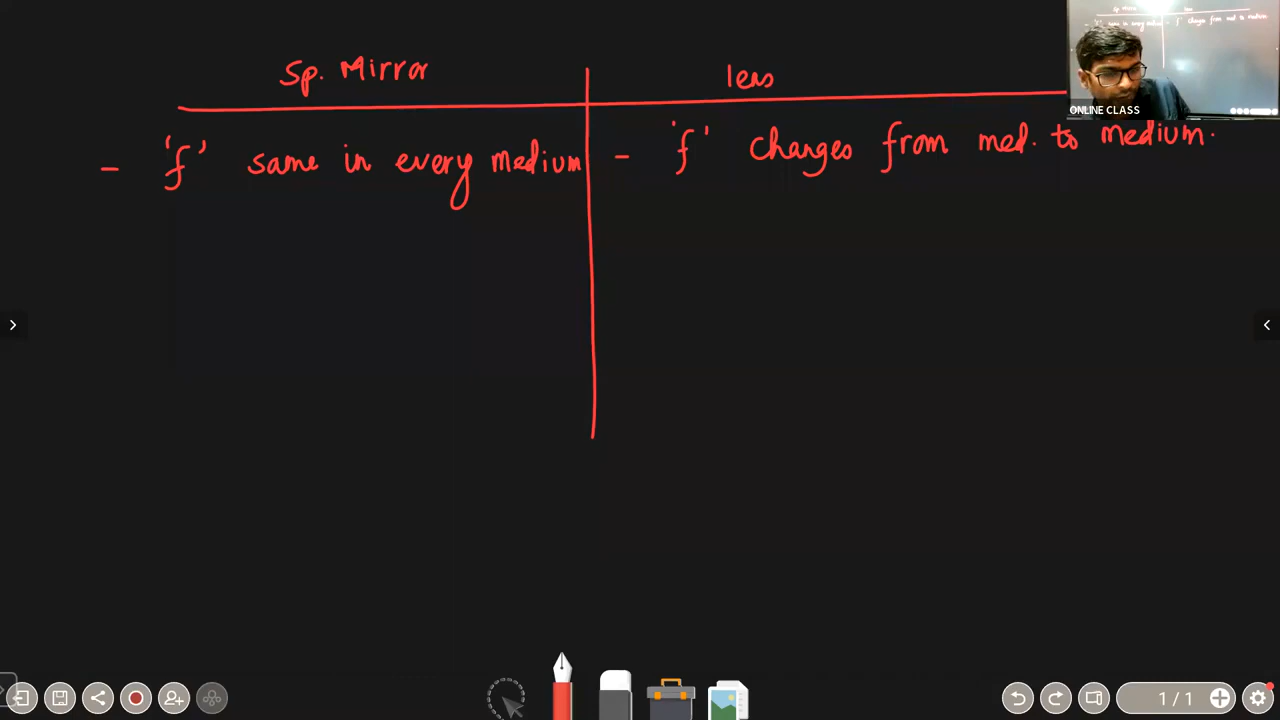 Sp. Mirror
lens
- 'f' same in every medium
- 'f' changes from med. to medium.
ONLINE CLASS
1/1